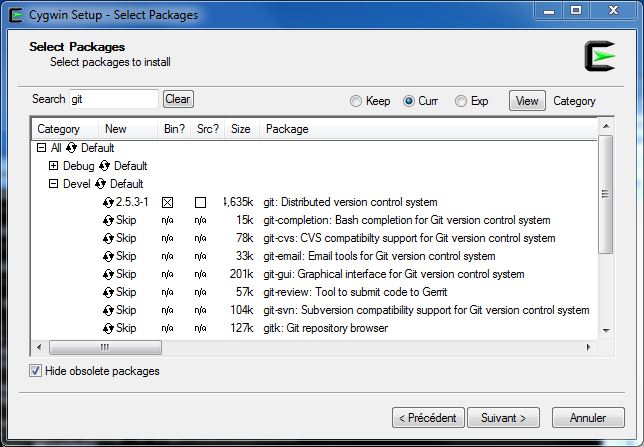 Cygwin Setup - Select Packages
Select Packages
Select packages to install
Search git Clear Keep Curr Exp View Category
Category New Bin? Src? Size Package
All Default
Debug Default
Devel Default
2.5.3-1 4,635k git: Distributed version control system
Skip n/a n/a 15k git-completion: Bash completion for Git version control system
Skip n/a n/a 78k git-cvs: CVS compatibilty support for Git version control system
Skip n/a n/a 33k git-email: Email tools for Git version control system
Skip n/a n/a 201k git-gui: Graphical interface for Git version control system
Skip n/a n/a 57k git-review: Tool to submit code to Gerrit
Skip n/a n/a 104k git-svn: Subversion compatibility support for Git version control system
Skip n/a n/a 127k gitk: Git repository browser
Hide obsolete packages
< Précédent Suivant > Annuler